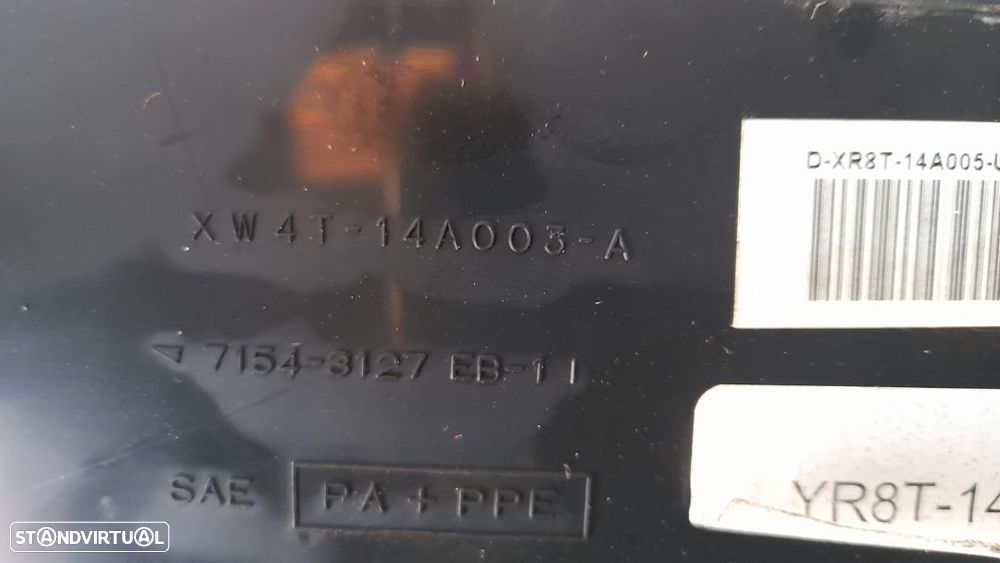 D-XR8T-14A005-U
XW4T-14A003-A
◁ 7154-3127 EB-11
SAE PA + PPE
YR8T-14
STANDVIRTUAL